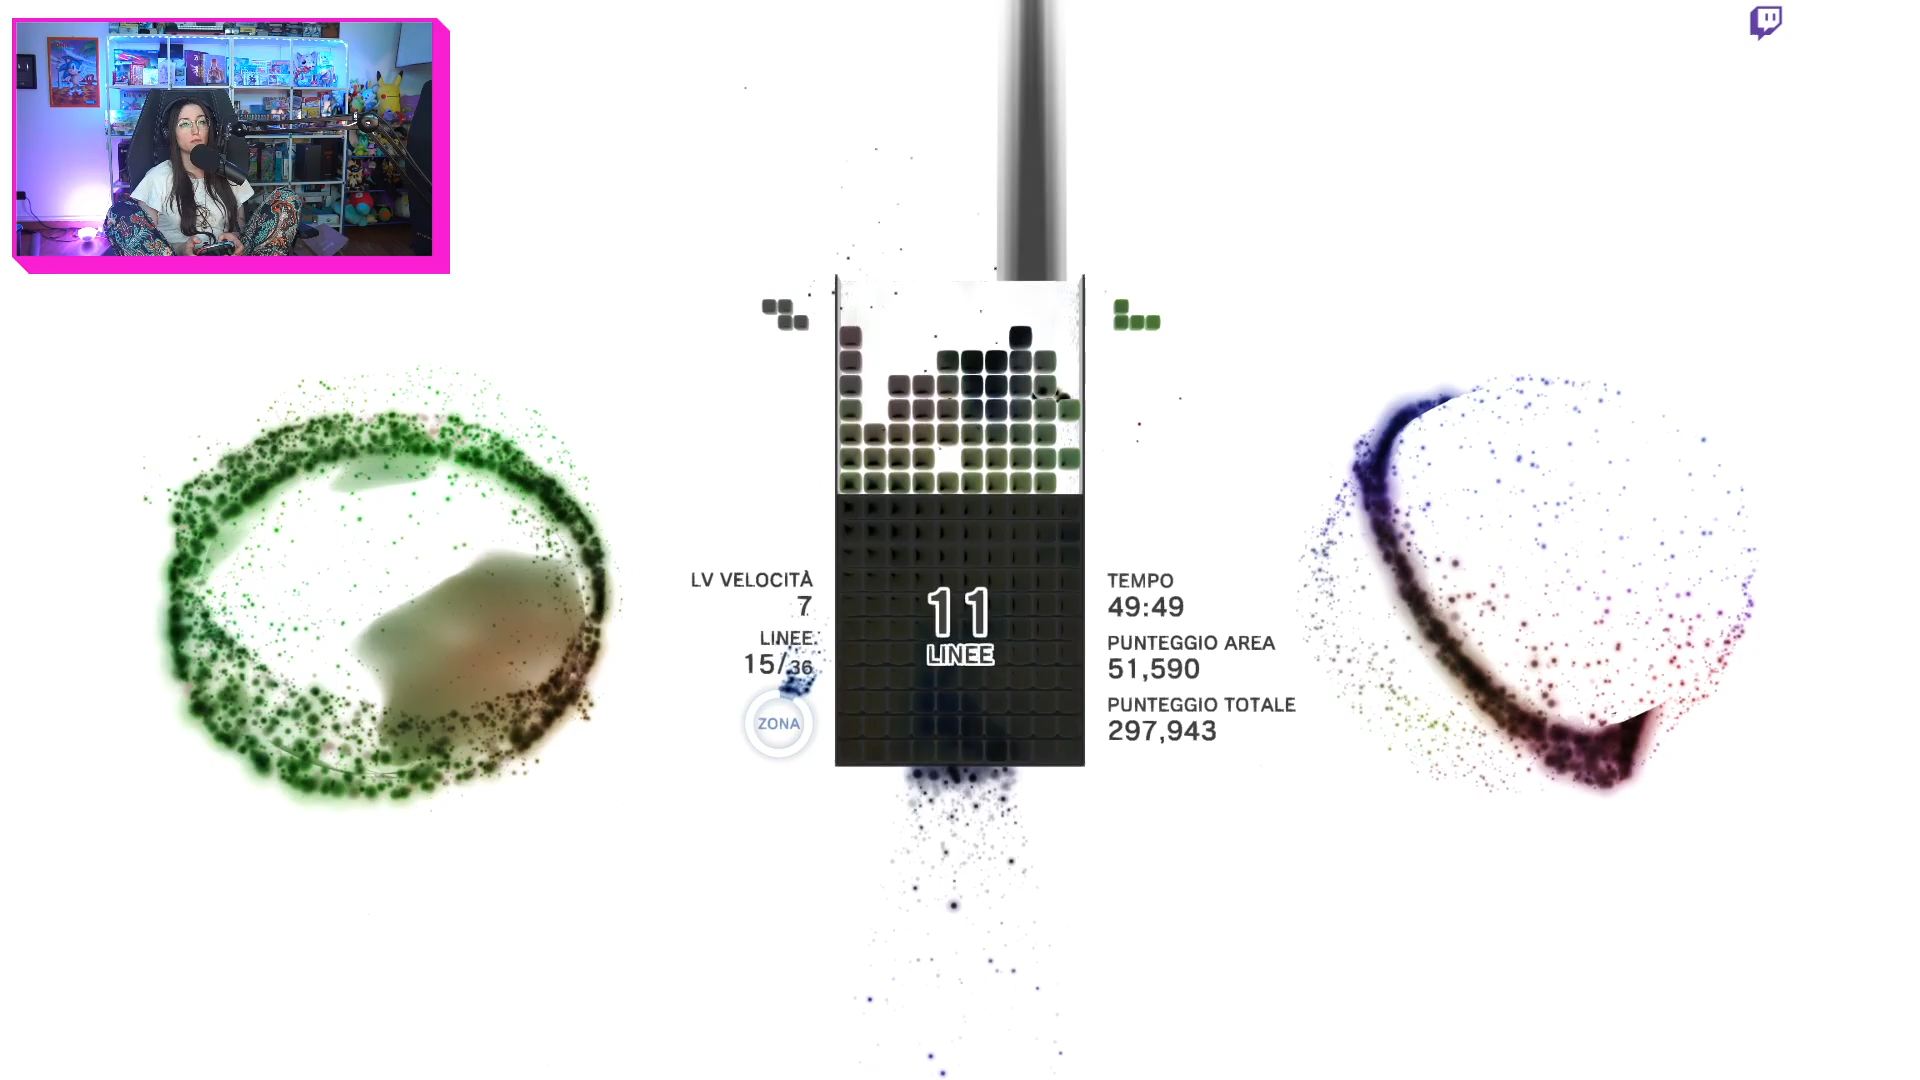 LV VELOCITÀ
7
LINEE
15/36
ZONA
11
LINEE
TEMPO
49:49
PUNTEGGIO AREA
51,590
PUNTEGGIO TOTALE
297,943